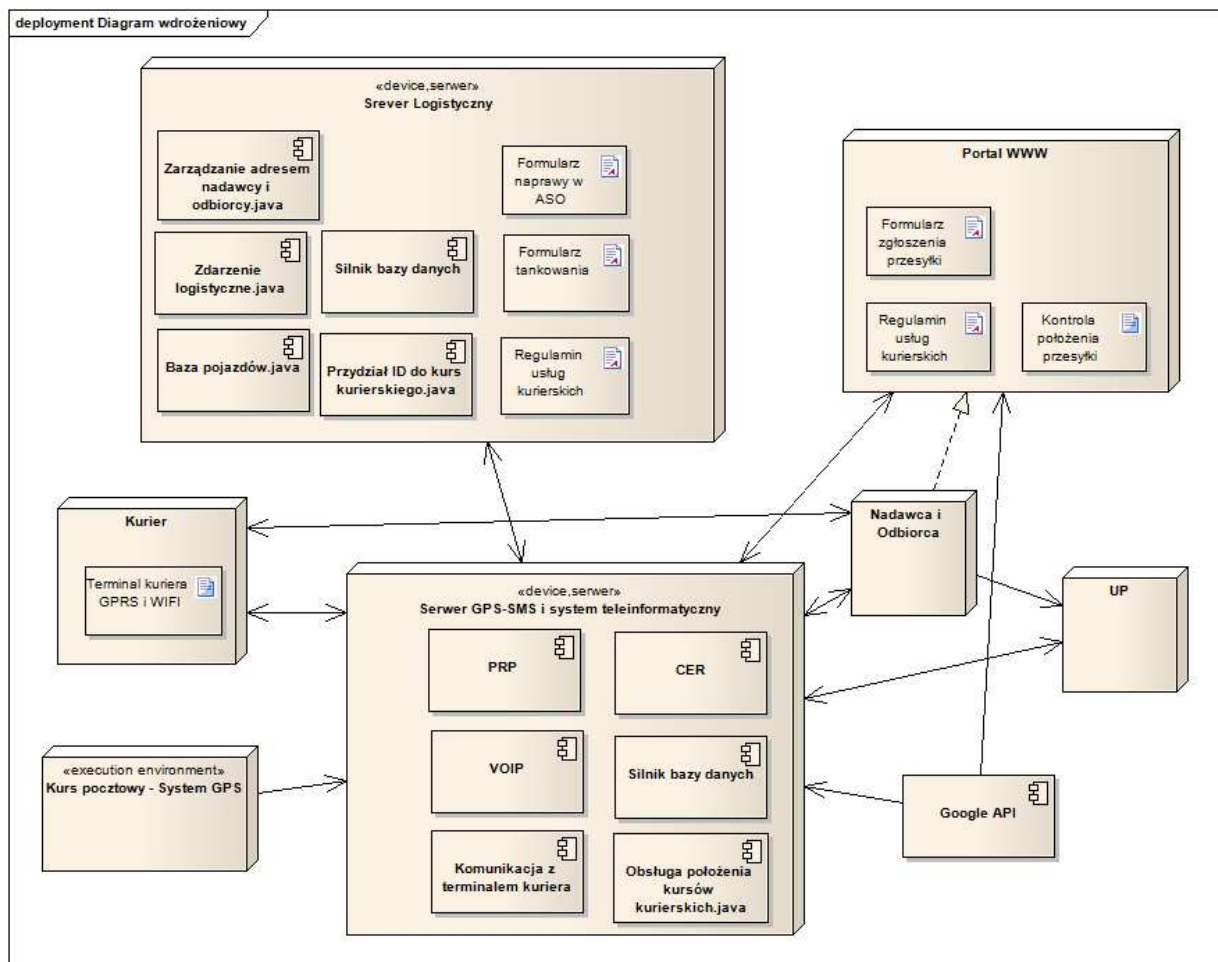 deployment Diagram wdrożeniowy
«device,serwer»
Srever Logistyczny
Zarządzanie adresem
nadawcy i
odbiorcy.java
Formularz
naprawy w
ASO
Zdarzenie
logistyczne.java
Silnik bazy danych
Formularz
tankowania
Baza pojazdów.java
Przydział ID do kurs
kurierskiego.java
Regulamin
usług
kurierskich
Portal WWW
Formularz
zgłoszenia
przesyłki
Regulamin
usług
kurierskich
Kontrola
położenia
przesyłki
Kurier
Terminal kuriera
GPRS i WIFI
Nadawca i
Odbiorca
UP
«device,serwer»
Serwer GPS-SMS i system teleinformatyczny
PRP
CER
VOIP
Silnik bazy danych
Komunikacja z
terminalem kuriera
Obsługa położenia
kursów
kurierskich.java
«execution environment»
Kurs pocztowy - System GPS
Google API